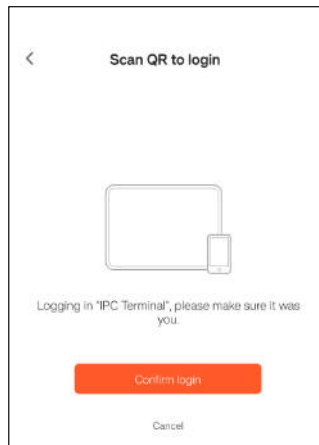 Scan QR to login
Logging in "IPC Terminal", please make sure it was
you.
Confirm login
Cancel